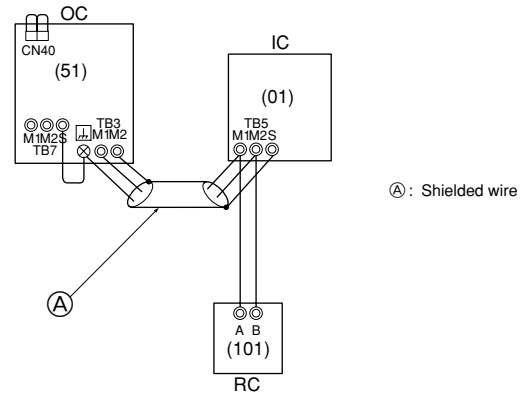 OC
CN40
(51)
TB3
M1M2S
M1M2
TB7
IC
(01)
TB5
M1M2S
Ⓐ : Shielded wire
Ⓐ
A B
(101)
RC